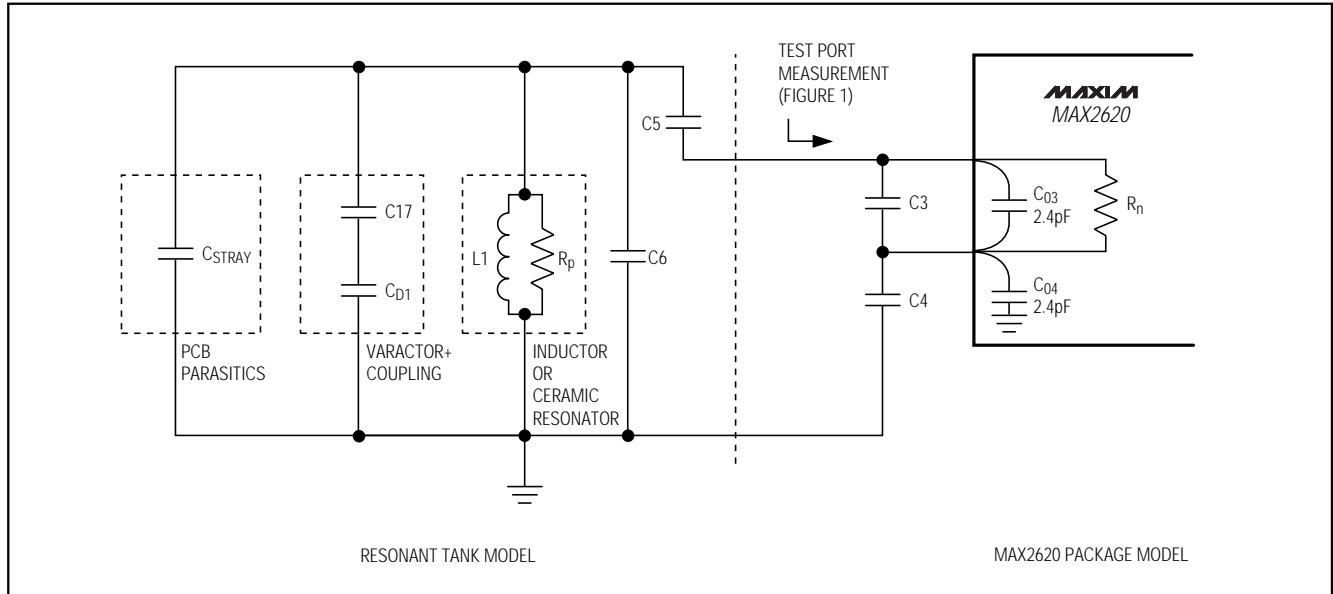 TEST PORT
MEASUREMENT
(FIGURE 1)
MAXIM
MAX2620
C5
C17
C3
C03
2.4pF
Rn
CSTRAY
L1
Rp
C6
CD1
C4
C04
2.4pF
PCB
PARASITICS
VARACTOR+
COUPLING
INDUCTOR
OR
CERAMIC
RESONATOR
RESONANT TANK MODEL
MAX2620 PACKAGE MODEL